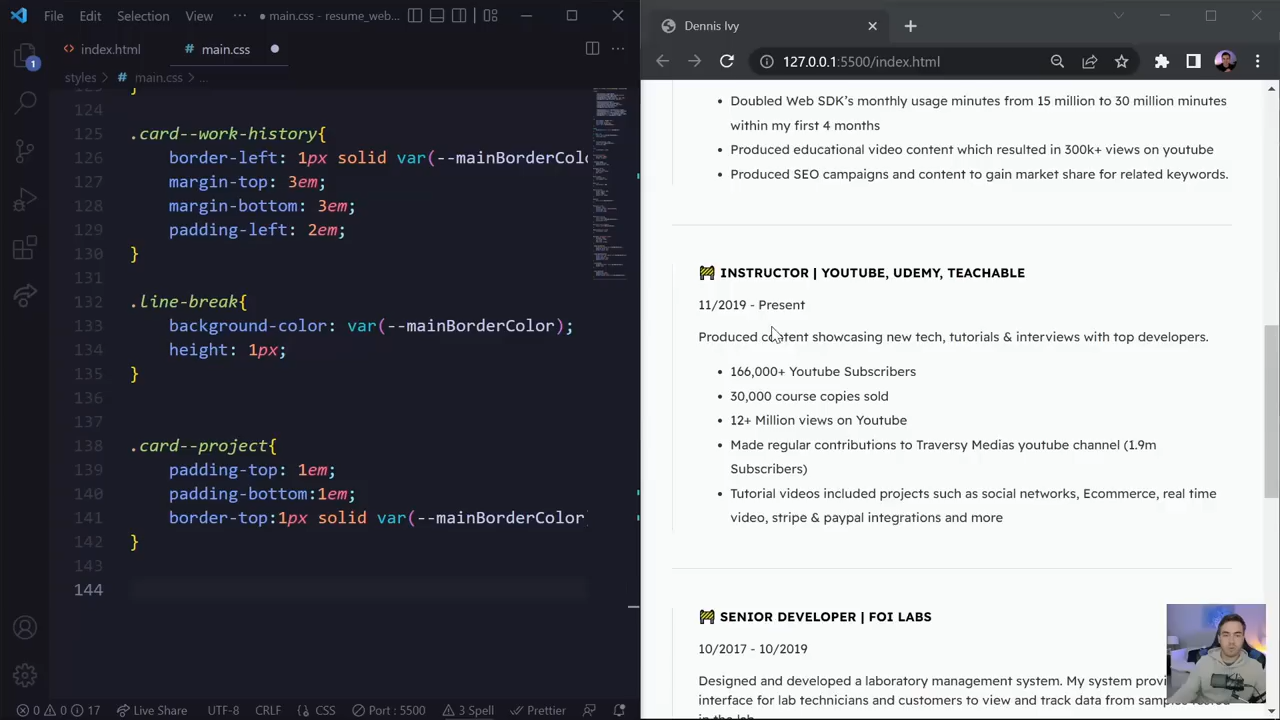 File Edit Selection View ··· ● main.css - resume_web...
index.html main.css
styles > main.css > ...
124
.card--work-history{
126 border-left: 1px solid var(--mainBorderColo
127 margin-top: 3em;
128 margin-bottom: 3em;
129 padding-left: 2em;
130 }
131
132 .line-break{
133 background-color: var(--mainBorderColor);
134 height: 1px;
135 }
136
137
138 .card--project{
139 padding-top: 1em;
140 padding-bottom:1em;
141 border-top:1px solid var(--mainBorderColor
142 }
143
144
0 0 17 Live Share UTF-8 CRLF CSS Port : 5500 3 Spell Prettier
1
Dennis Ivy
127.0.0.1:5500/index.html
Doubled Web SDK's monthly usage minutes from 15 million to 30 million minutes
within my first 4 months
Produced educational video content which resulted in 300k+ views on youtube
Produced SEO campaigns and content to gain market share for related keywords.
🚧 INSTRUCTOR | YOUTUBE, UDEMY, TEACHABLE
11/2019 - Present
Produced content showcasing new tech, tutorials & interviews with top developers.
166,000+ Youtube Subscribers
30,000 course copies sold
12+ Million views on Youtube
Made regular contributions to Traversy Medias youtube channel (1.9m
Subscribers)
Tutorial videos included projects such as social networks, Ecommerce, real time
video, stripe & paypal integrations and more
🚧 SENIOR DEVELOPER | FOI LABS
10/2017 - 10/2019
Designed and developed a laboratory management system. My system provi
interface for lab technicians and customers to view and track data from samples tested
in the lab